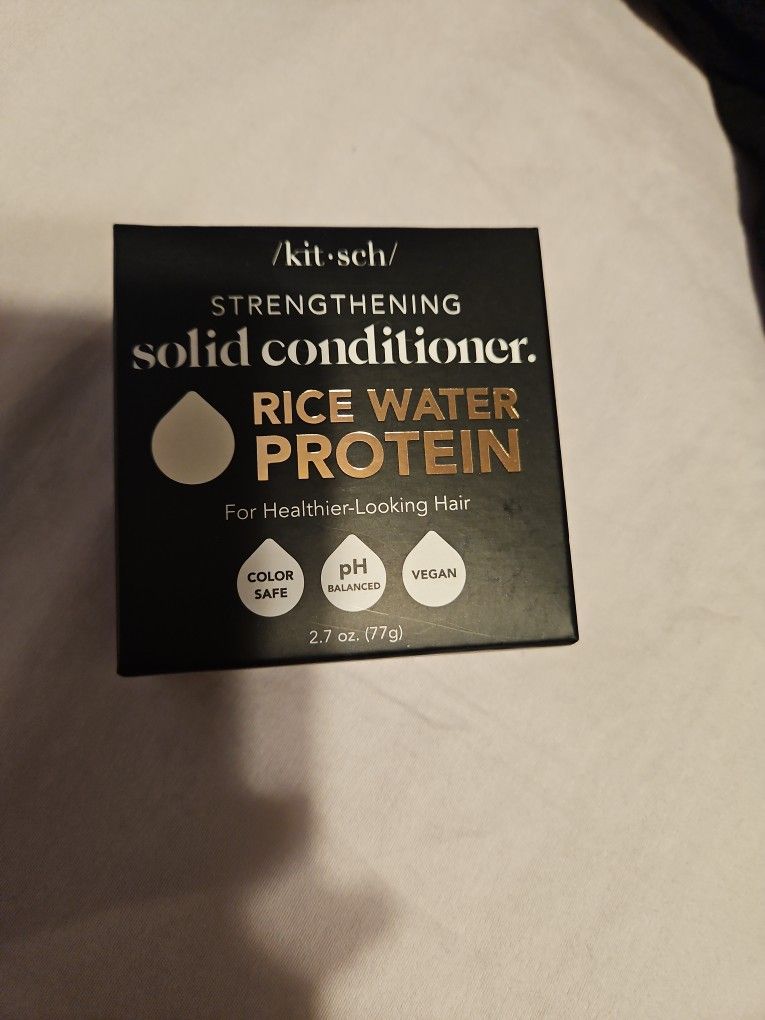 /kit·sch/
STRENGTHENING
solid conditioner.
RICE WATER
PROTEIN
For Healthier-Looking Hair
COLOR
SAFE
pH
BALANCED
VEGAN
2.7 oz. (77g)